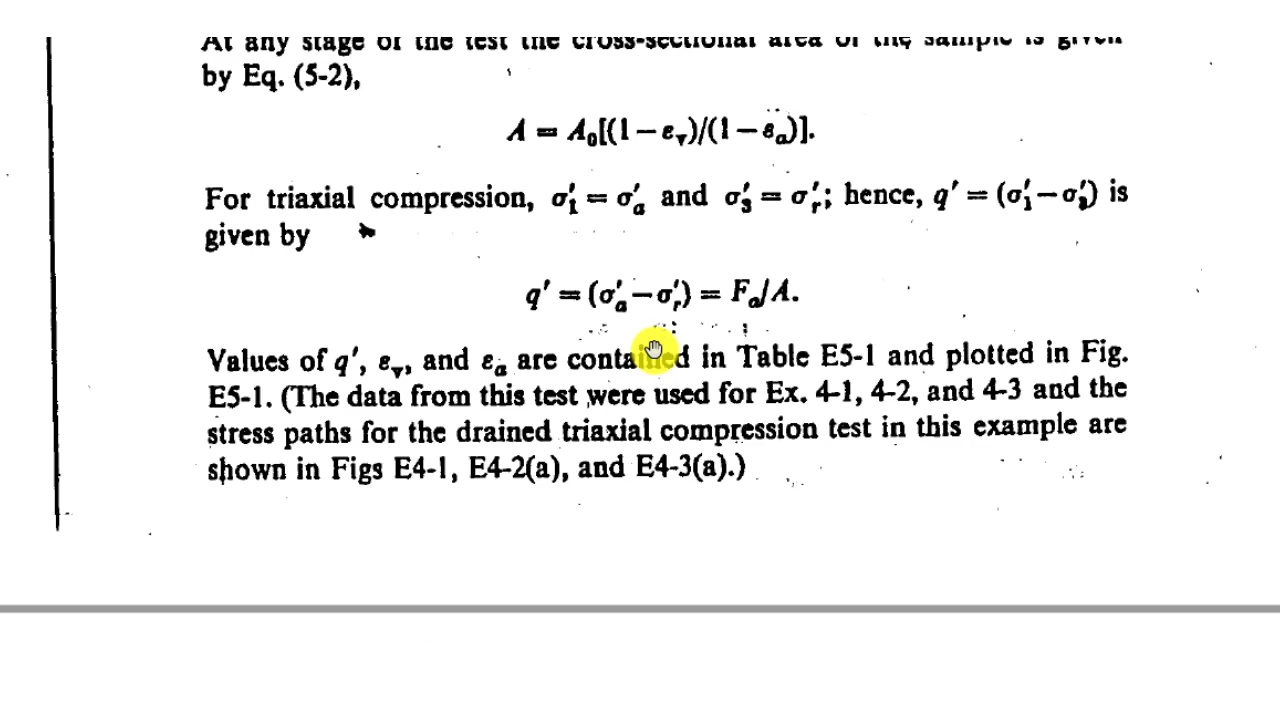 At any stage of the test the cross-sectional area of the sample is given
by Eq. (5-2),
A = A₀[(1 − εᵥ)/(1 − εₐ)].
For triaxial compression, σ′₁ = σ′ₐ and σ′₃ = σ′ᵣ; hence, q′ = (σ′₁ − σ′₃) is
given by
q′ = (σ′ₐ − σ′ᵣ) = Fₐ/A.
Values of q′, εᵥ, and εₐ are contained in Table E5-1 and plotted in Fig.
E5-1. (The data from this test were used for Ex. 4-1, 4-2, and 4-3 and the
stress paths for the drained triaxial compression test in this example are
shown in Figs E4-1, E4-2(a), and E4-3(a).)